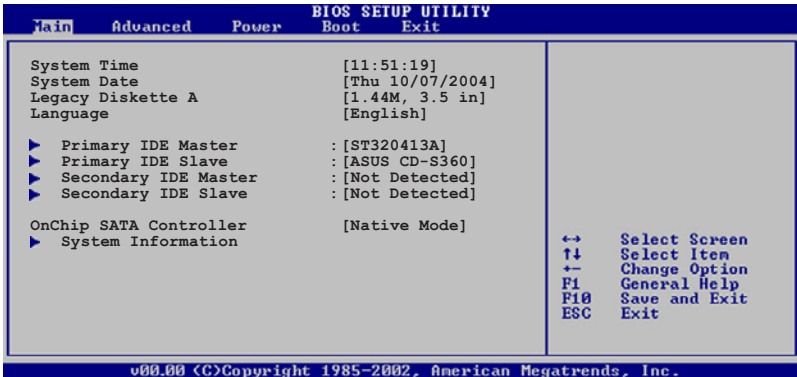 BIOS SETUP UTILITY
Main Advanced Power Boot Exit
System Time [11:51:19]
System Date [Thu 10/07/2004]
Legacy Diskette A [1.44M, 3.5 in]
Language [English]
Primary IDE Master :[ST320413A]
Primary IDE Slave :[ASUS CD-S360]
Secondary IDE Master :[Not Detected]
Secondary IDE Slave :[Not Detected]
OnChip SATA Controller [Native Mode]
System Information
←→ Select Screen
↑↓ Select Item
+- Change Option
F1 General Help
F10 Save and Exit
ESC Exit
v00.00 (C)Copyright 1985-2002, American Megatrends, Inc.